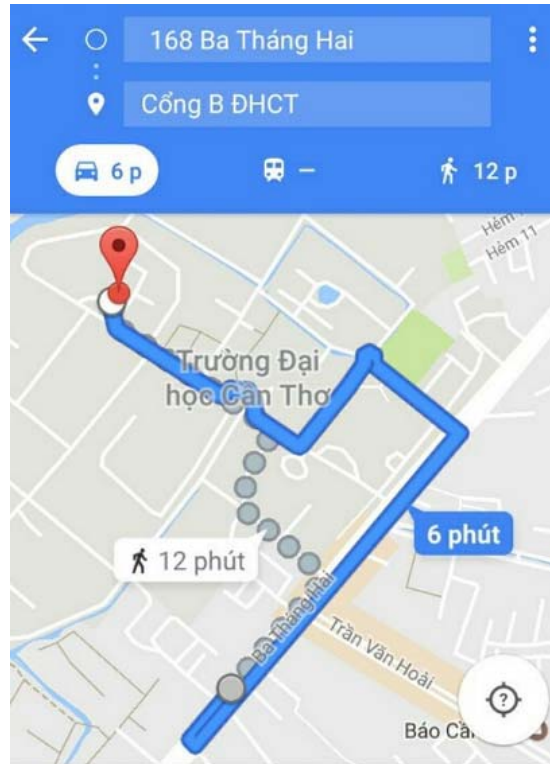 168 Ba Tháng Hai
Cổng B ĐHCT
6 p
–
12 p
Hẻm
Hẻm 11
Trường Đại
học Cần Thơ
6 phút
12 phút
Ba Tháng Hai
Trần Văn Hoài
Báo